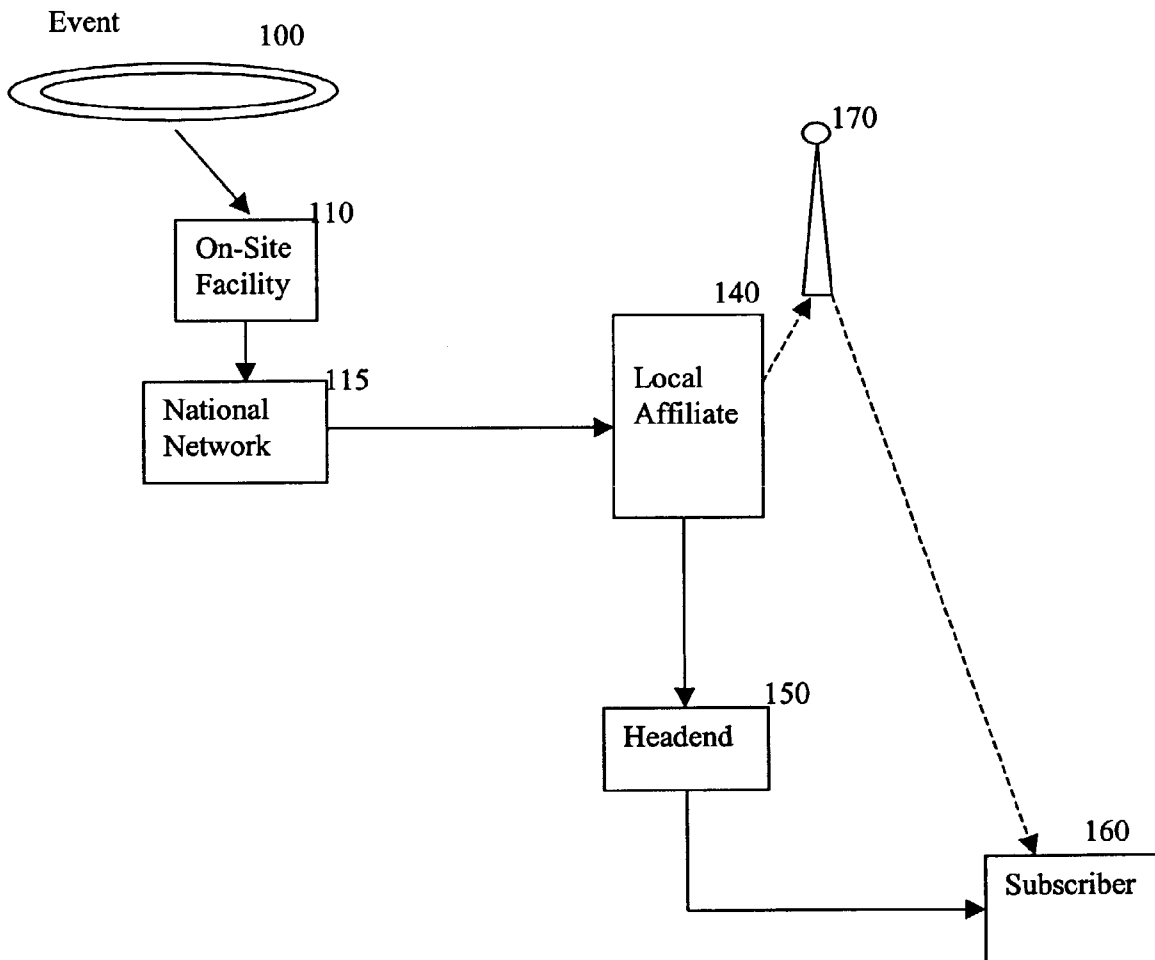 Event
100
170
110
On-Site
Facility
140
115
National
Network
Local
Affiliate
150
Headend
160
Subscriber